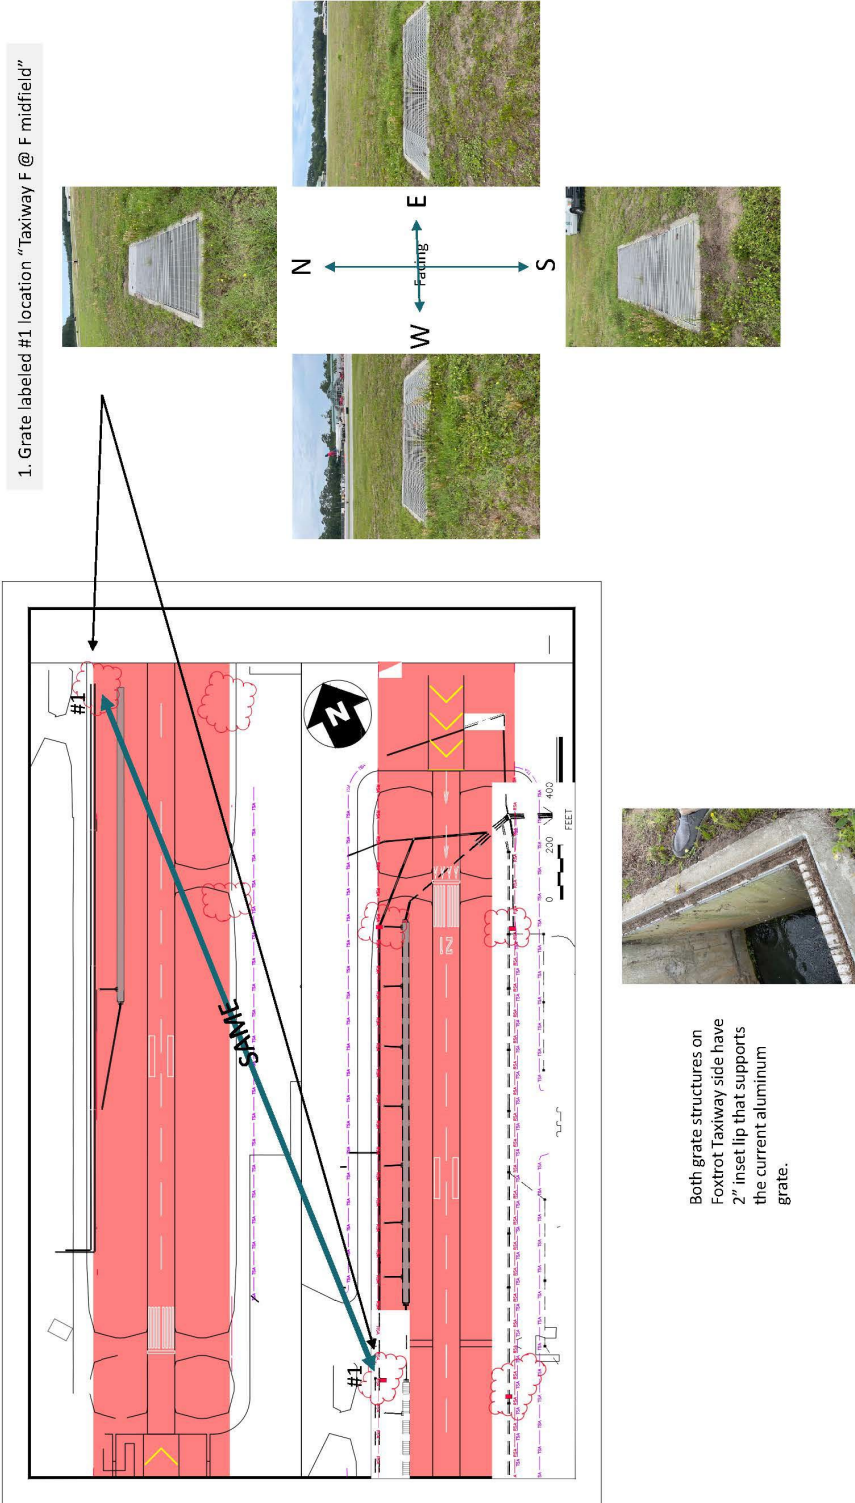 1. Grate labeled #1 location “Taxiway F @ F midfield”
N
W
Facing
E
S
#1
SAME
#1
N
21
0
200
400
FEET
Both grate structures on
Foxtrot Taxiway side have
2” inset lip that supports
the current aluminum
grate.